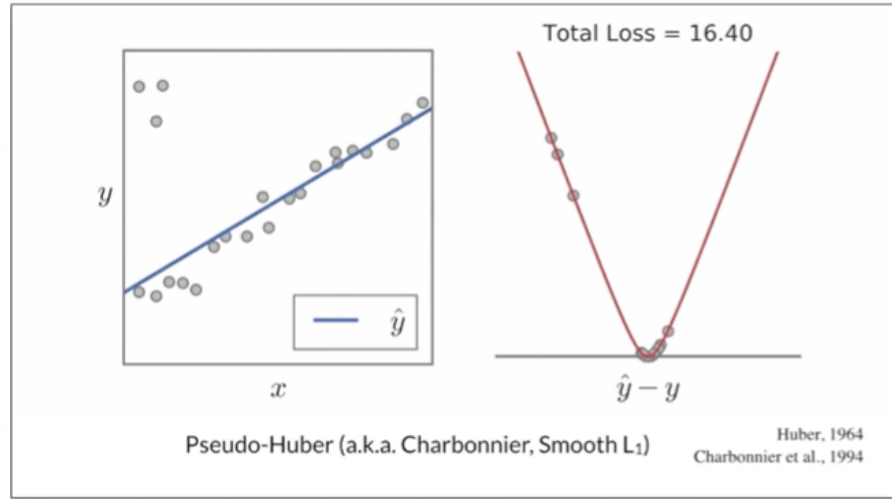 Total Loss = 16.40
y
ŷ
x
ŷ − y
Pseudo-Huber (a.k.a. Charbonnier, Smooth L₁)
Huber, 1964
Charbonnier et al., 1994